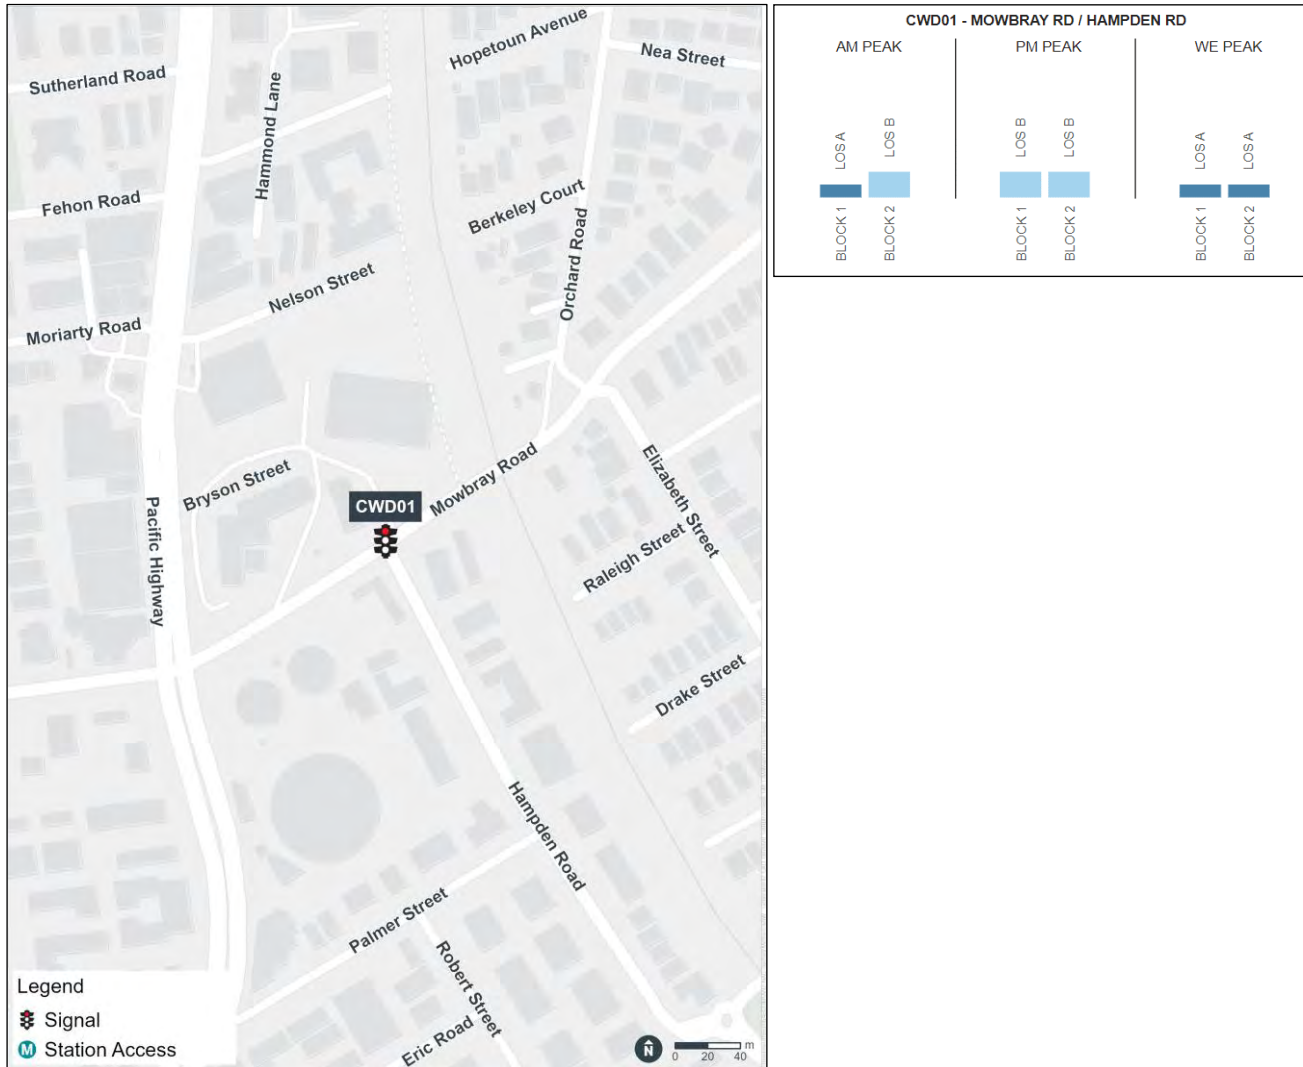 Hopetoun Avenue
Nea Street
Sutherland Road
Hammond Lane
Fehon Road
Berkeley Court
Orchard Road
Nelson Street
Moriarty Road
Bryson Street
Mowbray Road
Elizabeth Street
CWD01
Pacific Highway
Raleigh Street
Drake Street
Hampden Road
Palmer Street
Robert Street
Eric Road
Legend
Signal
M Station Access
N
0 20 40 m
CWD01 - MOWBRAY RD / HAMPDEN RD
AM PEAK
PM PEAK
WE PEAK
LOS A
LOS B
LOS B
LOS B
LOS A
LOS A
BLOCK 1
BLOCK 2
BLOCK 1
BLOCK 2
BLOCK 1
BLOCK 2